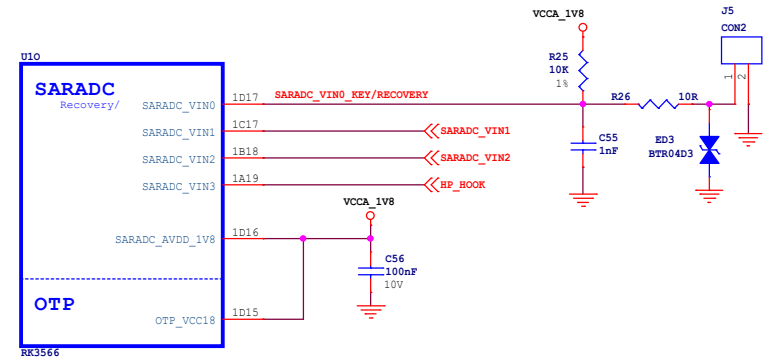 VCCA_1V8
J5
CON2
R25
10K
1%
1
2
U10
SARADC
Recovery/
SARADC_VIN0
1D17
SARADC_VIN0_KEY/RECOVERY
R26
10R
SARADC_VIN1
1C17
SARADC_VIN1
C55
1nF
ED3
BTR04D3
SARADC_VIN2
1B18
SARADC_VIN2
SARADC_VIN3
1A19
HP_HOOK
VCCA_1V8
SARADC_AVDD_1V8
1D16
C56
100nF
10V
OTP
OTP_VCC18
1D15
RK3566